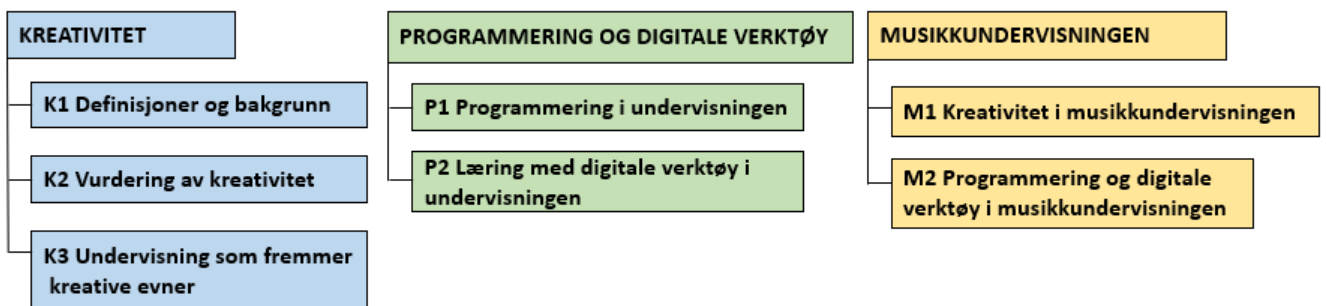 KREATIVITET
K1 Definisjoner og bakgrunn
K2 Vurdering av kreativitet
K3 Undervisning som fremmer
kreative evner
PROGRAMMERING OG DIGITALE VERKTØY
P1 Programmering i undervisningen
P2 Læring med digitale verktøy i
undervisningen
MUSIKKUNDERVISNINGEN
M1 Kreativitet i musikkundervisningen
M2 Programmering og digitale
verktøy i musikkundervisningen